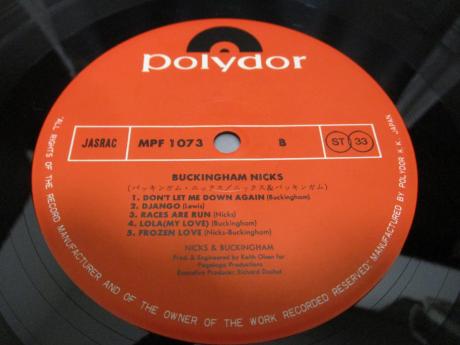 polydor
JASRAC
MPF 1073
B
ST 33
BUCKINGHAM NICKS
(バッキンガム・ニックス/ニックス&バッキンガム)
1. DON'T LET ME DOWN AGAIN (Buckingham)
2. DJANGO (Lewis)
3. RACES ARE RUN (Nicks)
4. LOLA(MY LOVE) (Buckingham)
5. FROZEN LOVE (Nicks-Buckingham)
NICKS & BUCKINGHAM
Prod. & Engineered by Keith Olsen for
Pogologo Productions
Executive Producer, Richard Dashut
"ALL RIGHTS OF THE RECORD MANUFACTURER AND OF THE OWNER OF THE WORK RECORDED RESERVED" MANUFACTURED BY POLYDOR K.K. JAPAN